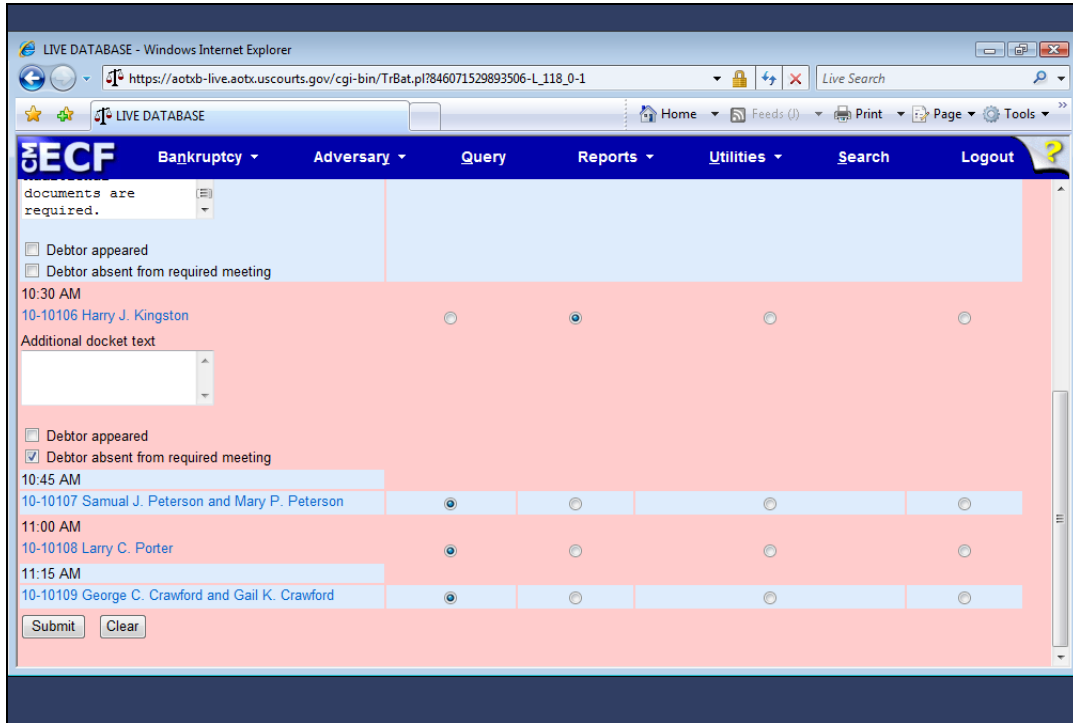 LIVE DATABASE - Windows Internet Explorer
https://aotxb-live.aotx.uscourts.gov/cgi-bin/TrBat.pl?846071529893506-L_118_0-1
Live Search
LIVE DATABASE
Home Feeds (J) Print Page Tools »
CM ECF Bankruptcy Adversary Query Reports Utilities Search Logout ?
documents are
required.
Debtor appeared
Debtor absent from required meeting
10:30 AM
10-10106 Harry J. Kingston
Additional docket text
Debtor appeared
Debtor absent from required meeting
10:45 AM
10-10107 Samual J. Peterson and Mary P. Peterson
11:00 AM
10-10108 Larry C. Porter
11:15 AM
10-10109 George C. Crawford and Gail K. Crawford
Submit Clear